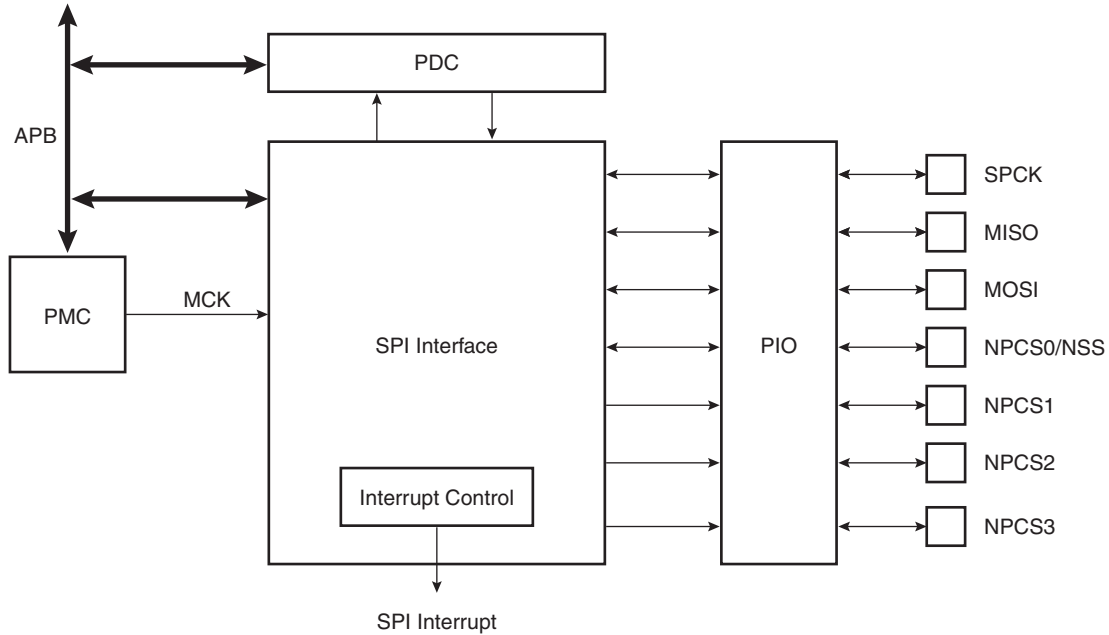 PDC
APB
SPCK
MISO
MCK
MOSI
PMC
SPI Interface
PIO
NPCS0/NSS
NPCS1
NPCS2
Interrupt Control
NPCS3
SPI Interrupt